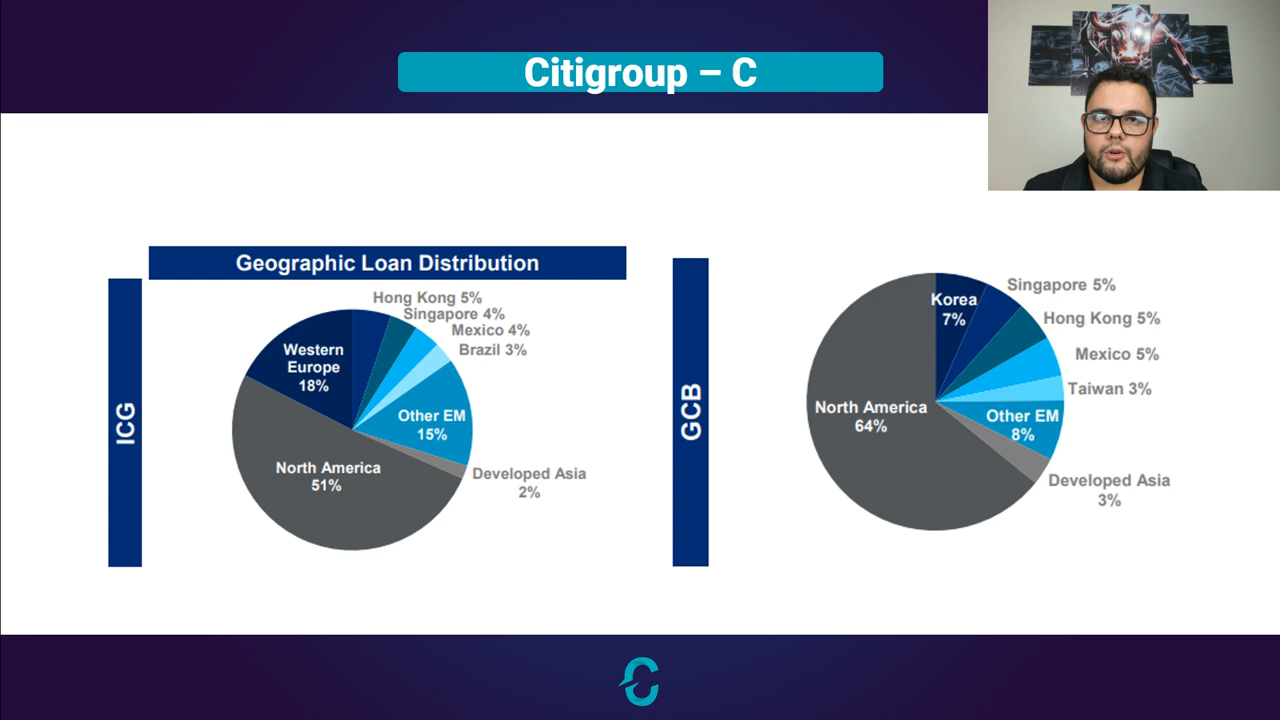 Citigroup – C
Geographic Loan Distribution
ICG
Hong Kong 5%
Singapore 4%
Mexico 4%
Brazil 3%
Western
Europe
18%
Other EM
15%
North America
51%
Developed Asia
2%
GCB
Korea
7%
Singapore 5%
Hong Kong 5%
Mexico 5%
Taiwan 3%
North America
64%
Other EM
8%
Developed Asia
3%